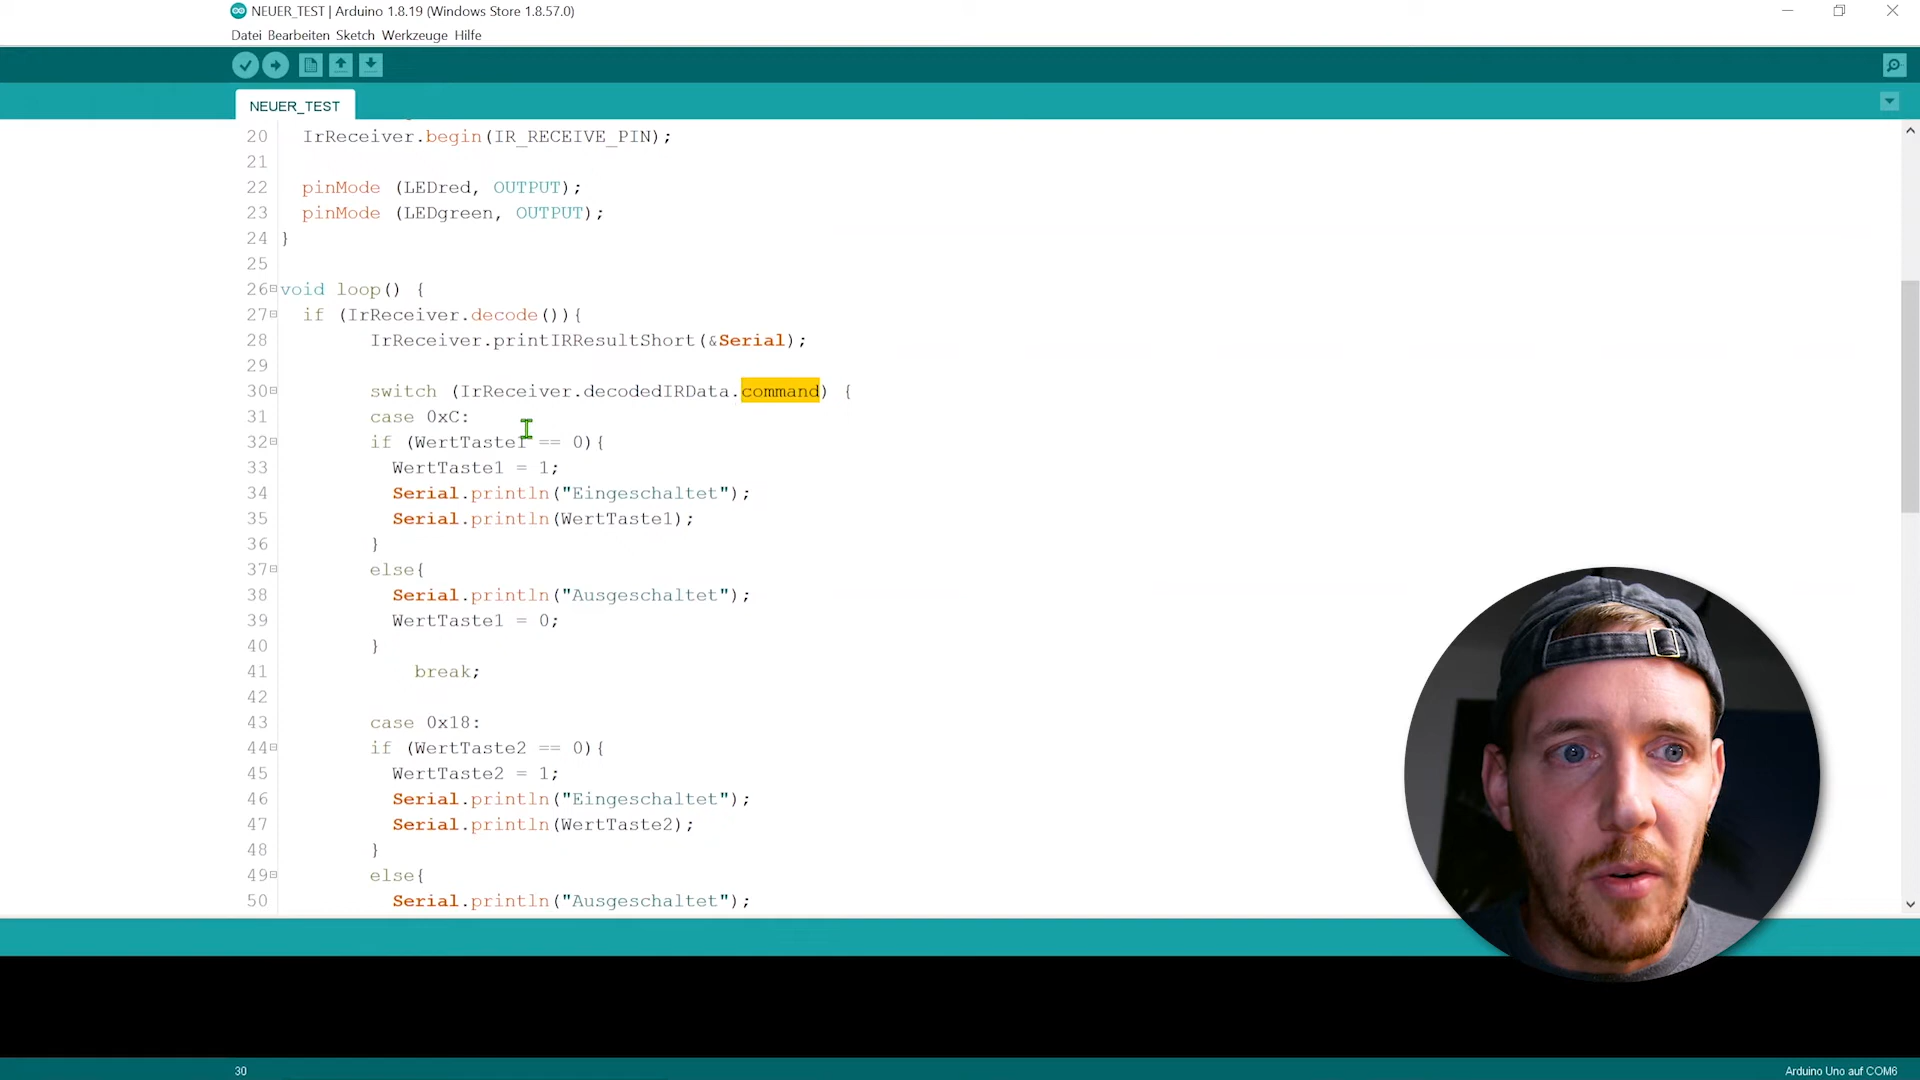 NEUER_TEST | Arduino 1.8.19 (Windows Store 1.8.57.0)
Datei Bearbeiten Sketch Werkzeuge Hilfe
NEUER_TEST
20 IrReceiver.begin(IR_RECEIVE_PIN);
21
22 pinMode (LEDred, OUTPUT);
23 pinMode (LEDgreen, OUTPUT);
24 }
25
26 void loop() {
27 if (IrReceiver.decode()){
28 IrReceiver.printIRResultShort(&Serial);
29
30 switch (IrReceiver.decodedIRData.command) {
31 case 0xC:
32 if (WertTaste1 == 0){
33 WertTaste1 = 1;
34 Serial.println("Eingeschaltet");
35 Serial.println(WertTaste1);
36 }
37 else{
38 Serial.println("Ausgeschaltet");
39 WertTaste1 = 0;
40 }
41 break;
42
43 case 0x18:
44 if (WertTaste2 == 0){
45 WertTaste2 = 1;
46 Serial.println("Eingeschaltet");
47 Serial.println(WertTaste2);
48 }
49 else{
50 Serial.println("Ausgeschaltet");
30
Arduino Uno auf COM6